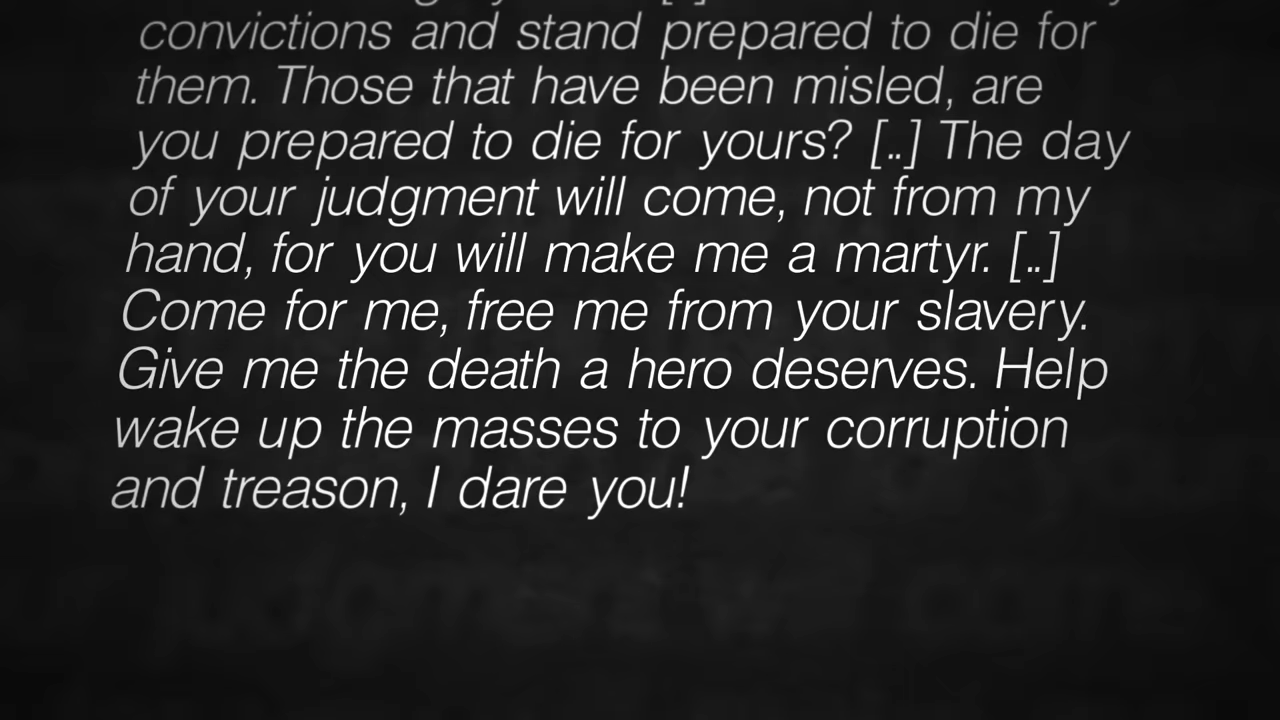 convictions and stand prepared to die for
them. Those that have been misled, are
you prepared to die for yours? [..] The day
of your judgment will come, not from my
hand, for you will make me a martyr. [..]
Come for me, free me from your slavery.
Give me the death a hero deserves. Help
wake up the masses to your corruption
and treason, I dare you!